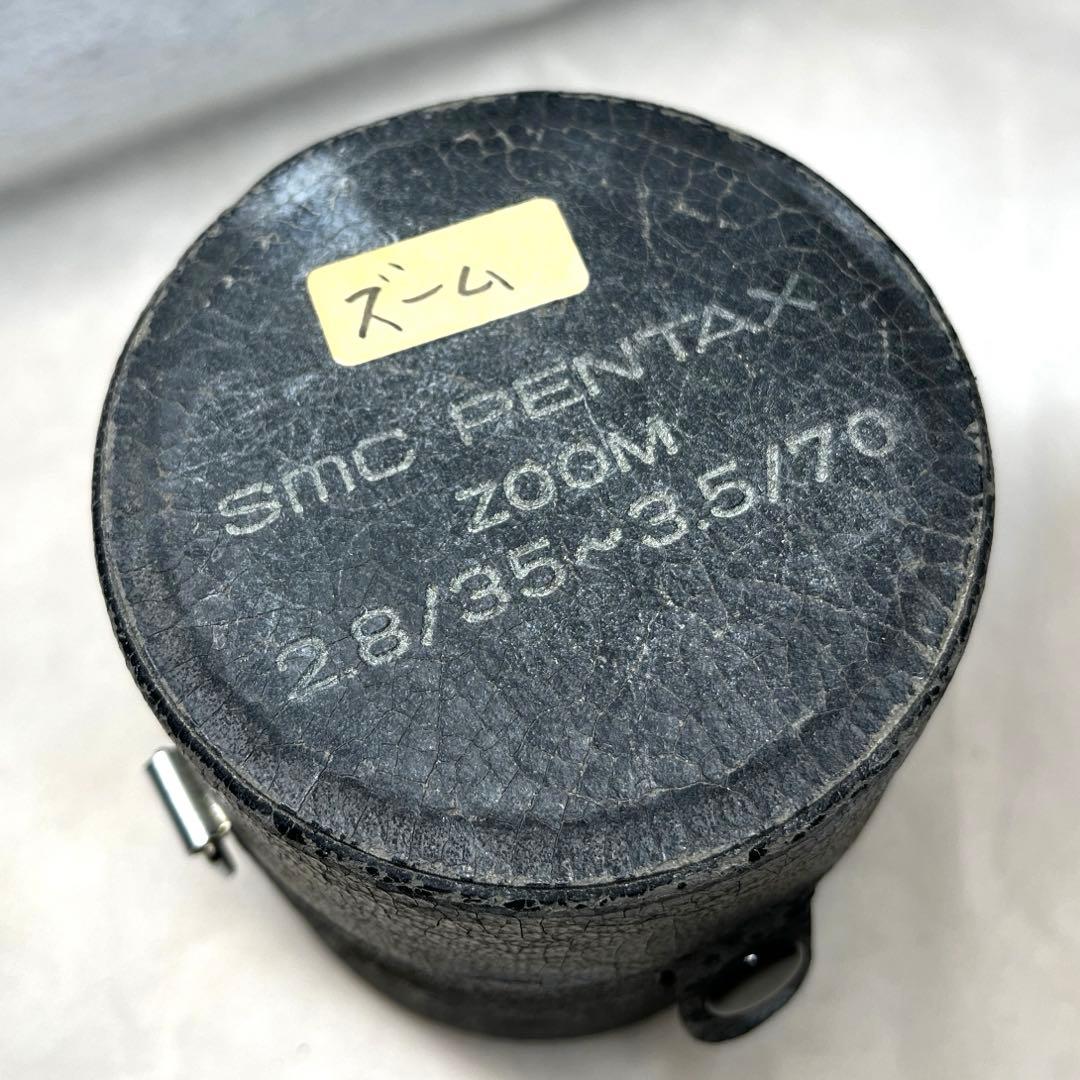 ズーム
SMC PENTAX
ZOOM
2.8/35~3.5/70